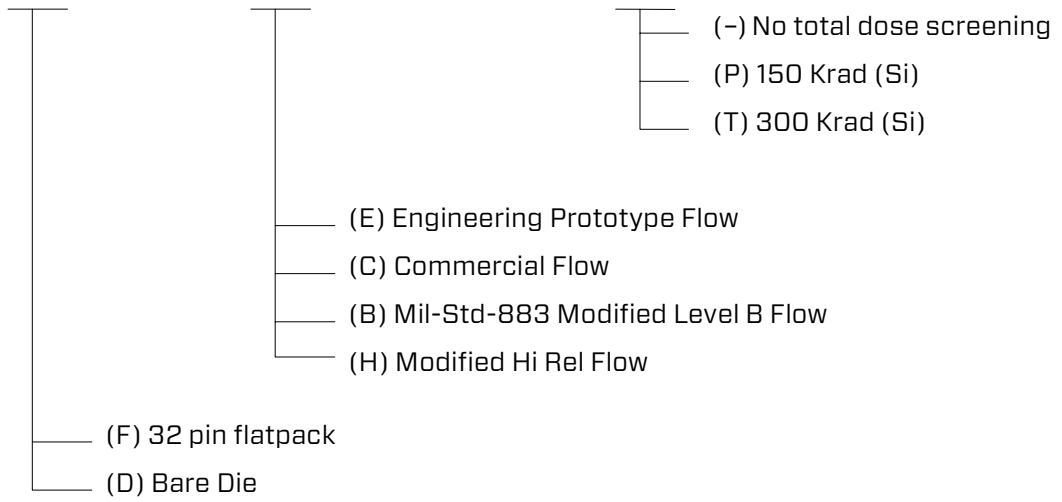 (–) No total dose screening
(P) 150 Krad (Si)
(T) 300 Krad (Si)
(E) Engineering Prototype Flow
(C) Commercial Flow
(B) Mil-Std-883 Modified Level B Flow
(H) Modified Hi Rel Flow
(F) 32 pin flatpack
(D) Bare Die